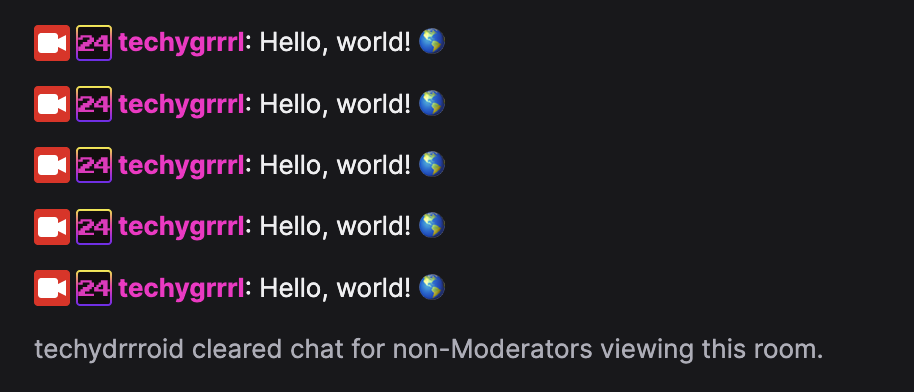 24 techygrrrl: Hello, world! 🌎
24 techygrrrl: Hello, world! 🌎
24 techygrrrl: Hello, world! 🌎
24 techygrrrl: Hello, world! 🌎
24 techygrrrl: Hello, world! 🌎
techydrrroid cleared chat for non-Moderators viewing this room.